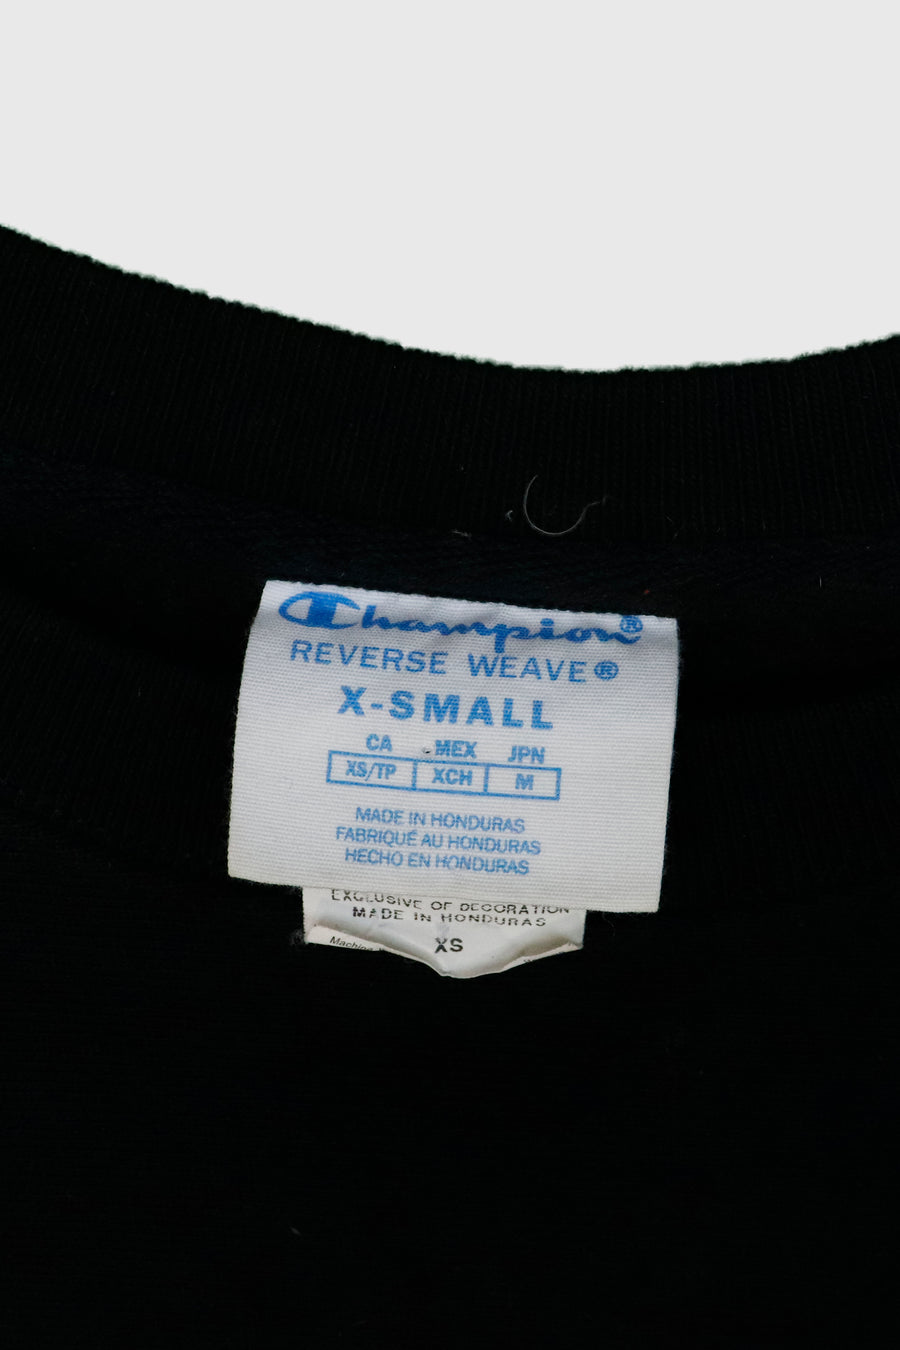 Champion®
REVERSE WEAVE®
X-SMALL
CA MEX JPN
XS/TP XCH M
MADE IN HONDURAS
FABRIQUÉ AU HONDURAS
HECHO EN HONDURAS
EXCLUSIVE OF DECORATION
MADE IN HONDURAS
XS
Machine